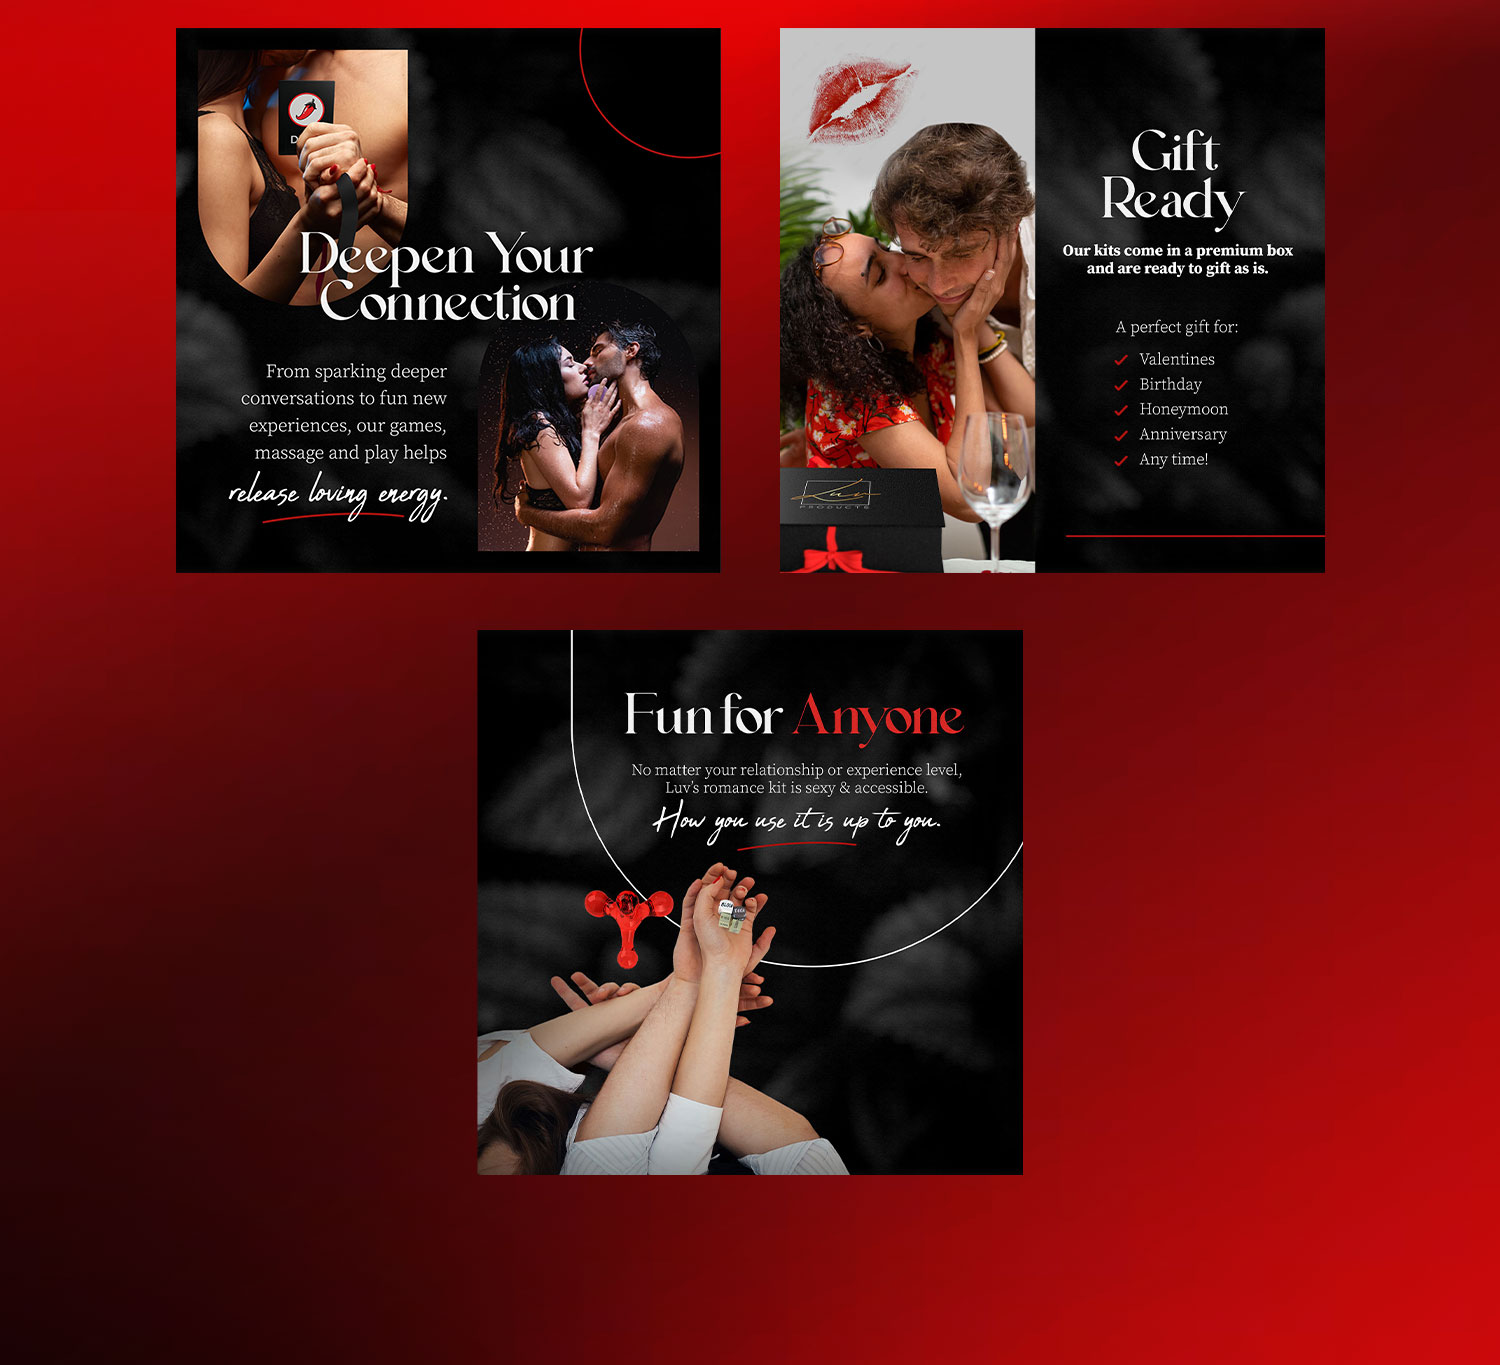 Deepen Your
Connection
From sparking deeper
conversations to fun new
experiences, our games,
massage and play helps
release loving energy.
Gift
Ready
Our kits come in a premium box
and are ready to gift as is.
A perfect gift for:
Valentines
Birthday
Honeymoon
Anniversary
Any time!
Luv
PRODUCTS
Fun for Anyone
No matter your relationship or experience level,
Luv's romance kit is sexy & accessible.
How you use it is up to you.